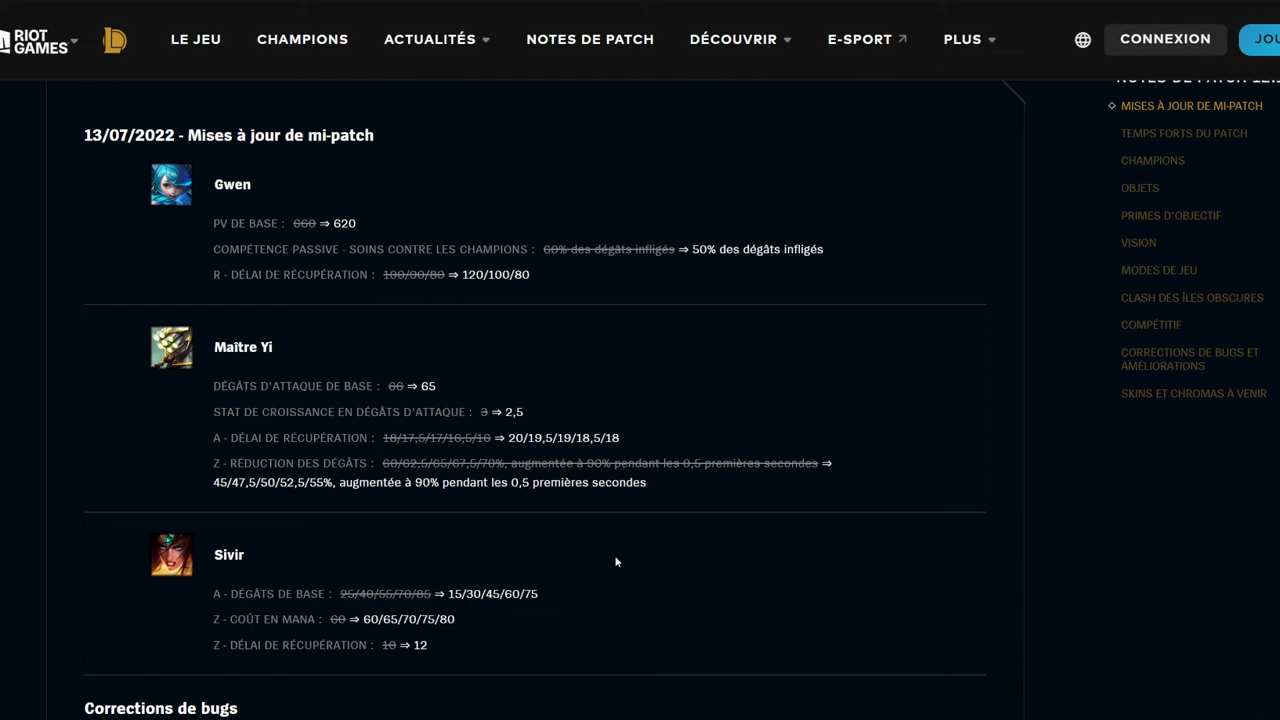 RIOT GAMES
LE JEU
CHAMPIONS
ACTUALITÉS
NOTES DE PATCH
DÉCOUVRIR
E-SPORT
PLUS
CONNEXION
JOU
13/07/2022 - Mises à jour de mi-patch
Gwen
PV DE BASE : 660 ⇒ 620
COMPÉTENCE PASSIVE - SOINS CONTRE LES CHAMPIONS : 60% des dégâts infligés ⇒ 50% des dégâts infligés
R - DÉLAI DE RÉCUPÉRATION : 100/90/80 ⇒ 120/100/80
Maître Yi
DÉGÂTS D'ATTAQUE DE BASE : 66 ⇒ 65
STAT DE CROISSANCE EN DÉGÂTS D'ATTAQUE : 3 ⇒ 2,5
A - DÉLAI DE RÉCUPÉRATION : 18/17,5/17/16,5/16 ⇒ 20/19,5/19/18,5/18
Z - RÉDUCTION DES DÉGÂTS : 60/62,5/65/67,5/70%, augmentée à 90% pendant les 0,5 premières secondes ⇒
45/47,5/50/52,5/55%, augmentée à 90% pendant les 0,5 premières secondes
Sivir
A - DÉGÂTS DE BASE : 25/40/55/70/85 ⇒ 15/30/45/60/75
Z - COÛT EN MANA : 60 ⇒ 60/65/70/75/80
Z - DÉLAI DE RÉCUPÉRATION : 10 ⇒ 12
Corrections de bugs
NOTES DE PATCH 12.
MISES À JOUR DE MI-PATCH
TEMPS FORTS DU PATCH
CHAMPIONS
OBJETS
PRIMES D'OBJECTIF
VISION
MODES DE JEU
CLASH DES ÎLES OBSCURES
COMPÉTITIF
CORRECTIONS DE BUGS ET
AMÉLIORATIONS
SKINS ET CHROMAS À VENIR